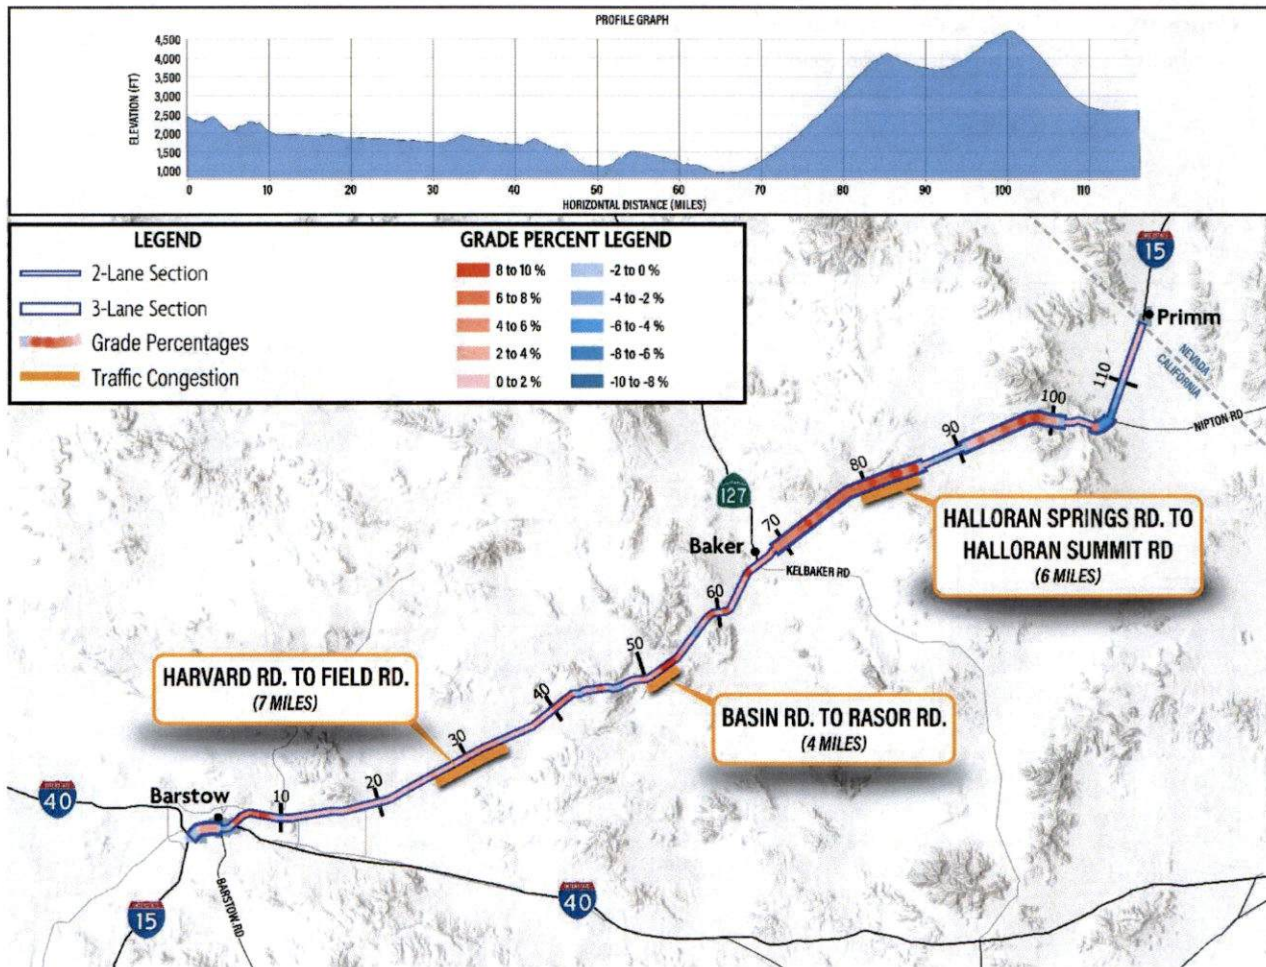 PROFILE GRAPH
ELEVATION (FT)
4,500
4,000
3,500
3,000
2,500
2,000
1,500
1,000
0 10 20 30 40 50 60 70 80 90 100 110
HORIZONTAL DISTANCE (MILES)
LEGEND
2-Lane Section
3-Lane Section
Grade Percentages
Traffic Congestion
GRADE PERCENT LEGEND
8 to 10 %
6 to 8 %
4 to 6 %
2 to 4 %
0 to 2 %
-2 to 0 %
-4 to -2 %
-6 to -4 %
-8 to -6 %
-10 to -8 %
15
Primm
NEVADA
CALIFORNIA
110
100
NIPTON RD
90
80
127
70
Baker
KELBAKER RD
HALLORAN SPRINGS RD. TO
HALLORAN SUMMIT RD
(6 MILES)
60
50
HARVARD RD. TO FIELD RD.
(7 MILES)
40
BASIN RD. TO RASOR RD.
(4 MILES)
30
20
10
40
Barstow
BARSTOW RD.
15
40